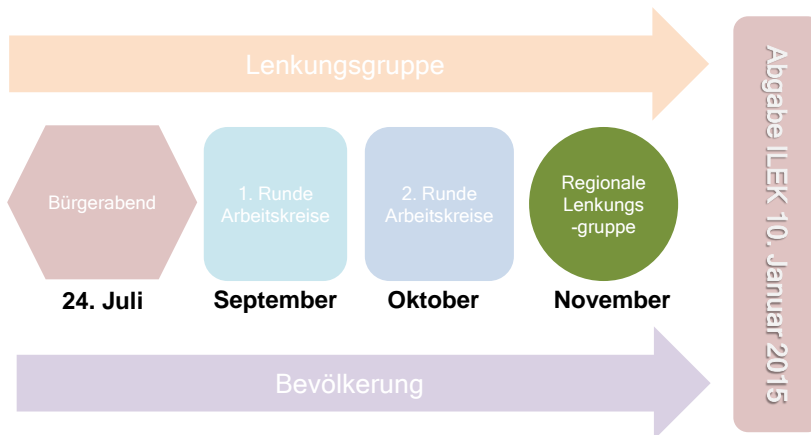 Lenkungsgruppe
Bürgerabend
1. Runde
Arbeitskreise
2. Runde
Arbeitskreise
Regionale
Lenkungs
-gruppe
24. Juli
September
Oktober
November
Bevölkerung
Abgabe ILEK 10. Januar 2015